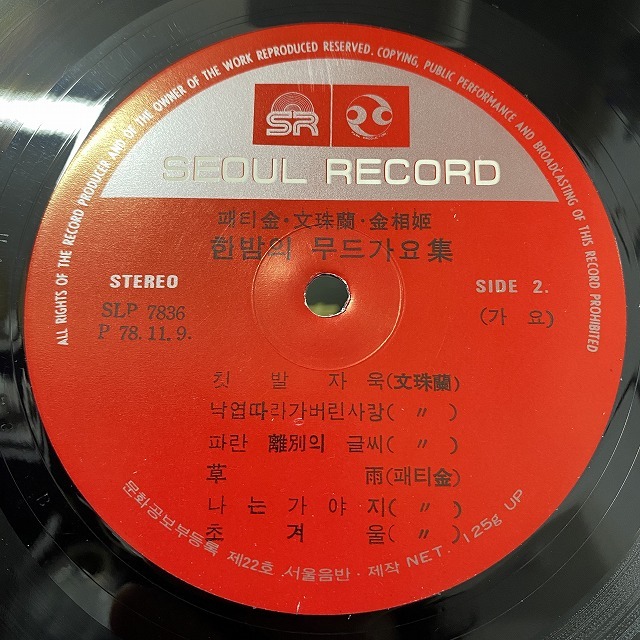 ALL RIGHTS OF THE RECORD PRODUCER AND OF THE OWNER OF THE WORK REPRODUCED RESERVED. COPYING, PUBLIC PERFORMANCE AND BROADCASTING OF THIS RECORD PROHIBITED
SR
SEOUL RECORD
패티金·文珠蘭·金相姬
한밤의 무드가요集
STEREO
SIDE 2.
SLP 7836
(가 요)
P 78.11.9.
첫 발 자 욱(文珠蘭)
낙엽따라가버린사랑( 〃 )
파란 離別의 글씨( 〃 )
草 雨(패티金)
나 는 가 야 지( 〃 )
초 겨 울( 〃 )
문화공보부등록 제22호 서울음반·제작 NET. 125g UP